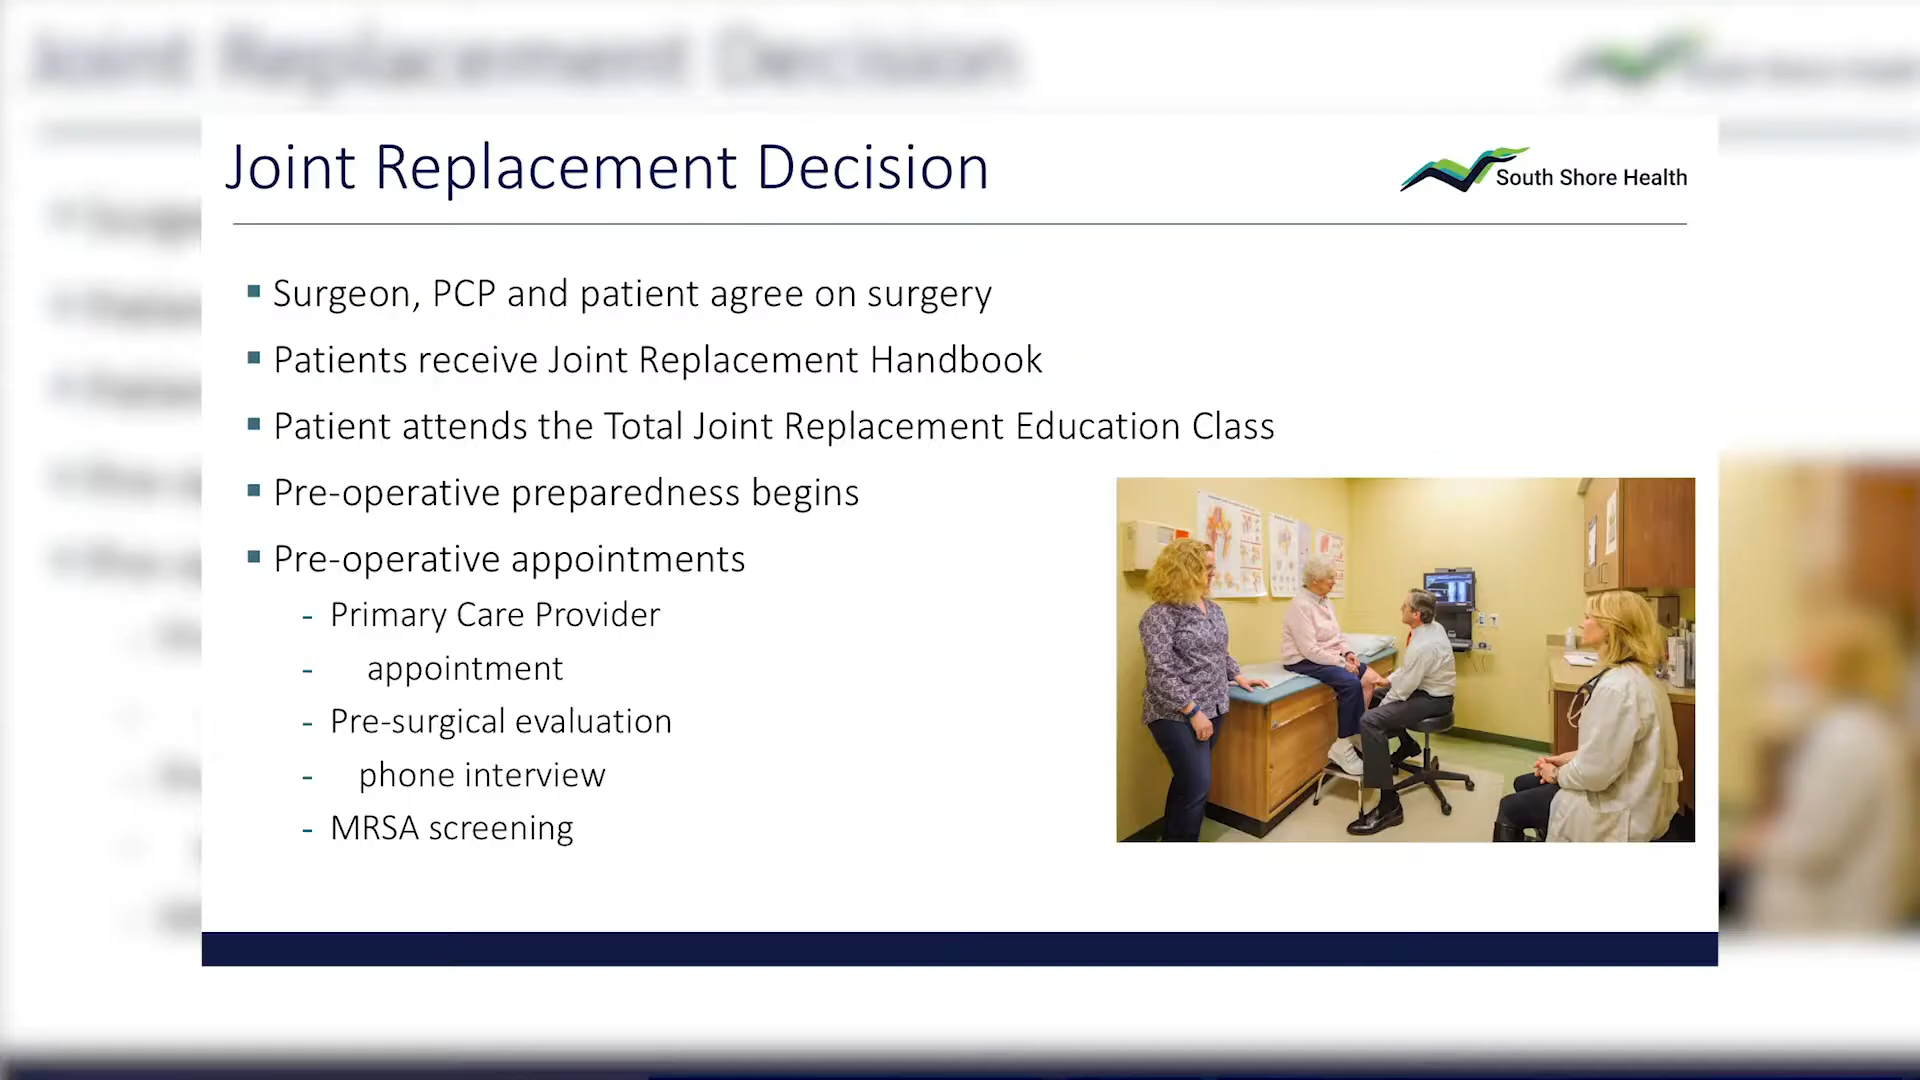 Joint Replacement Decision
South Shore Health
▪ Surgeon, PCP and patient agree on surgery
▪ Patients receive Joint Replacement Handbook
▪ Patient attends the Total Joint Replacement Education Class
▪ Pre-operative preparedness begins
▪ Pre-operative appointments
- Primary Care Provider
- appointment
- Pre-surgical evaluation
- phone interview
- MRSA screening